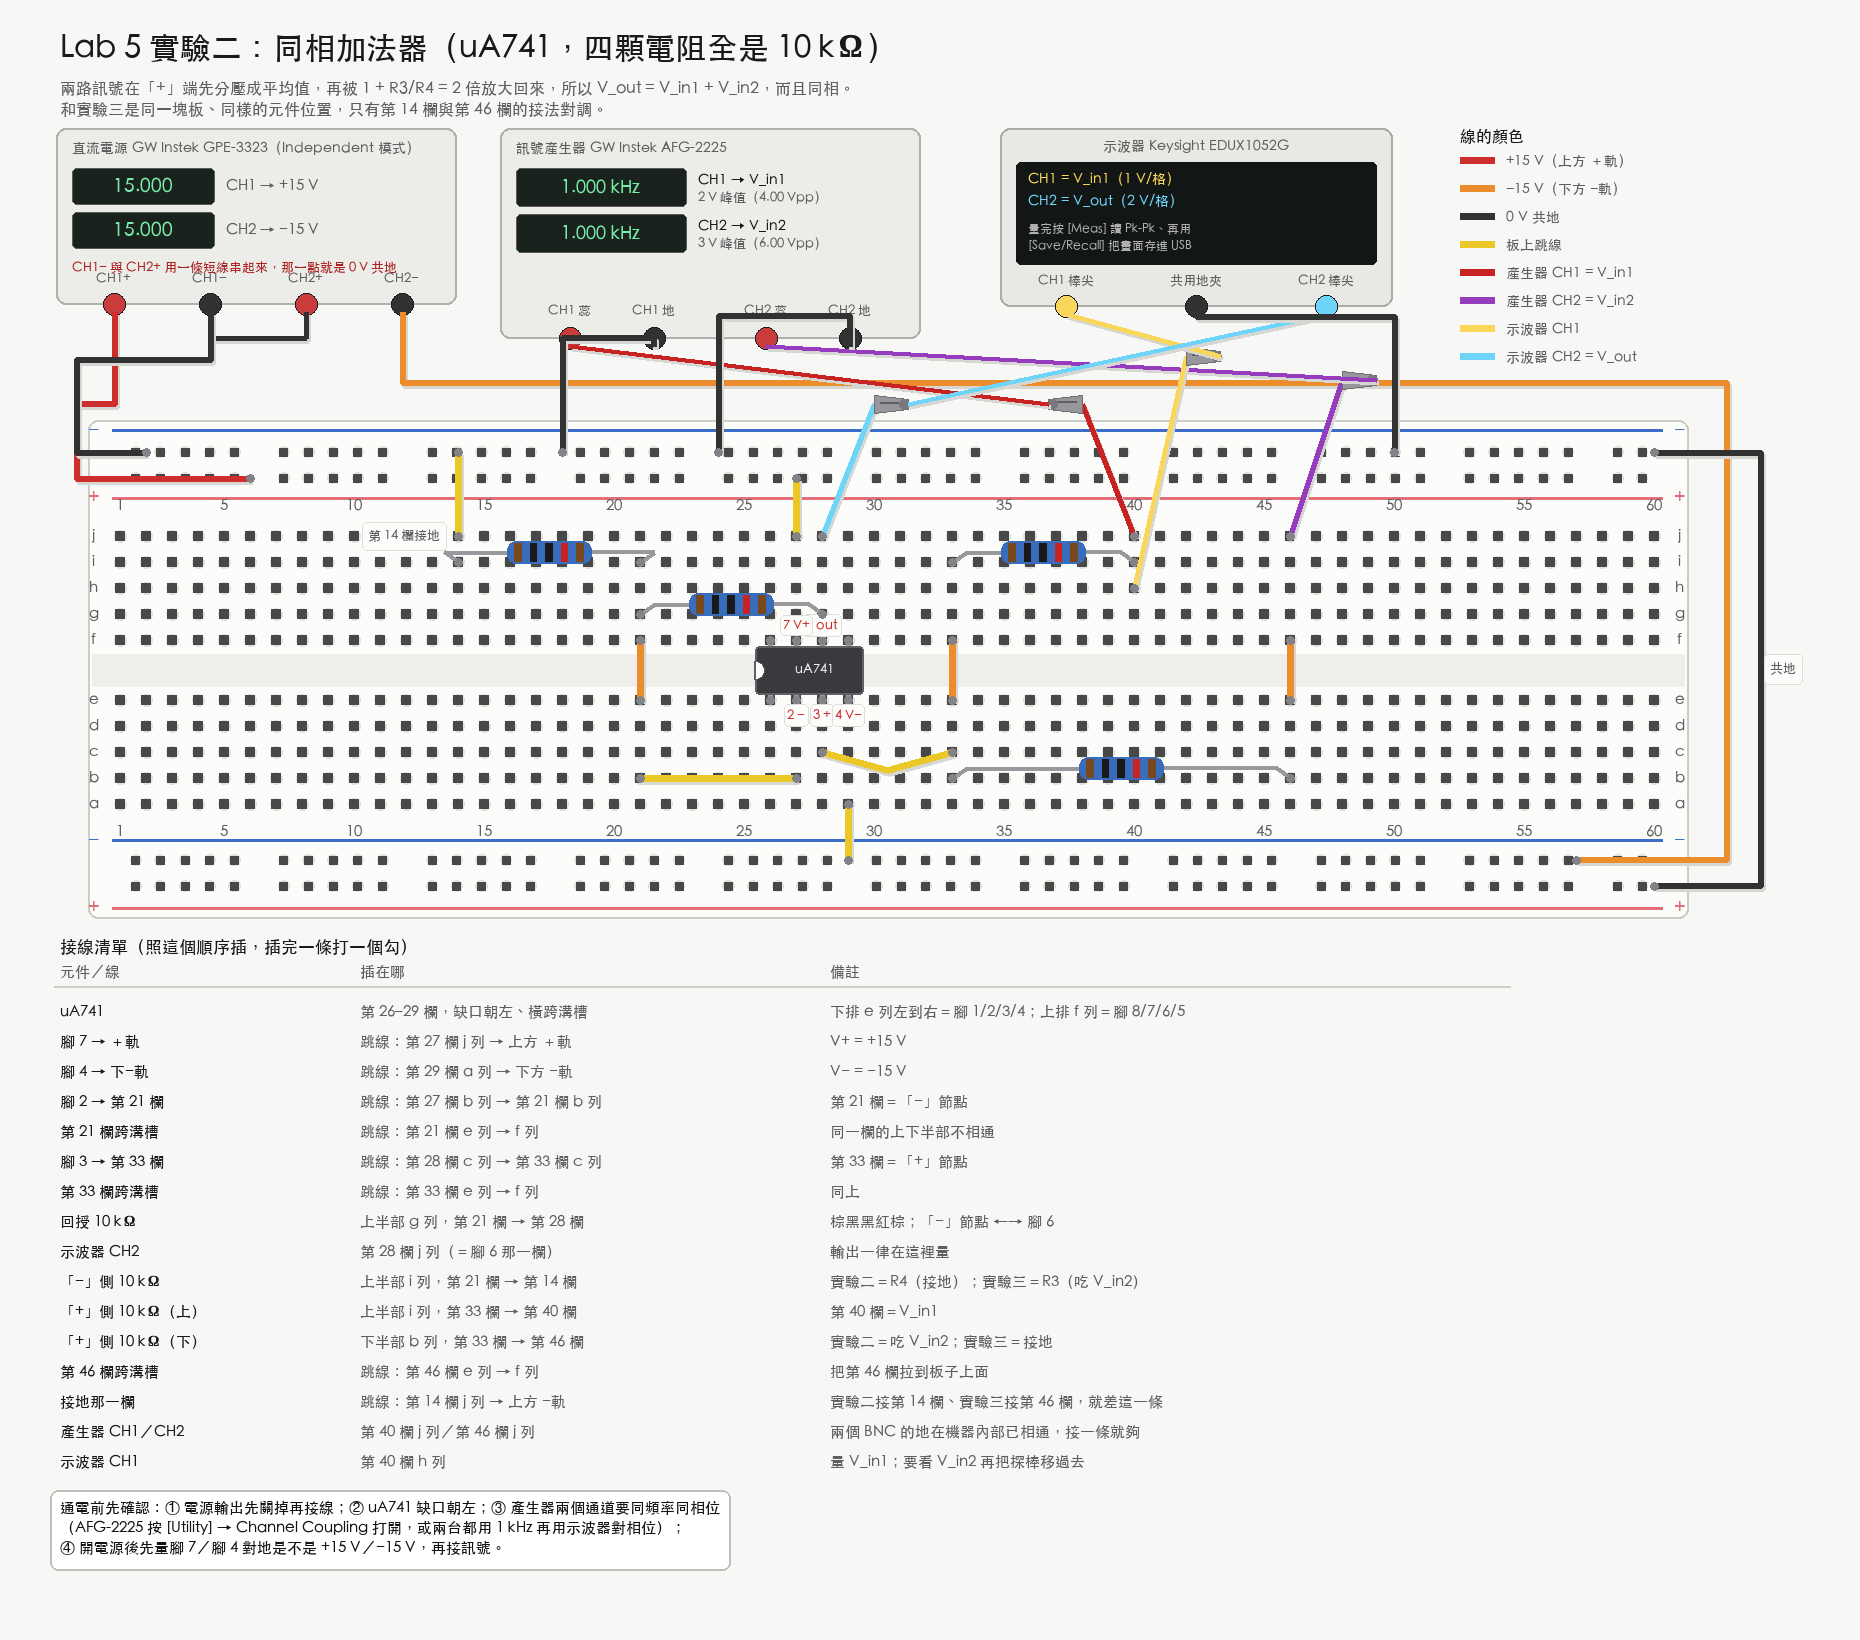 Lab 5 實驗二：同相加法器（uA741，四顆電阻全是 10 kΩ）
兩路訊號在「+」端先分壓成平均值，再被 1 + R3/R4 = 2 倍放大回來，所以 V_out = V_in1 + V_in2，而且同相。
和實驗三是同一塊板、同樣的元件位置，只有第 14 欄與第 46 欄的接法對調。
直流電源 GW Instek GPE-3323（Independent 模式）
15.000
CH1 → +15 V
15.000
CH2 → −15 V
CH1− 與 CH2+ 用一條短線串起來，那一點就是 0 V 共地
CH1+ CH1− CH2+ CH2−
訊號產生器 GW Instek AFG-2225
1.000 kHz
CH1 → V_in1
2 V 峰值（4.00 Vpp）
1.000 kHz
CH2 → V_in2
3 V 峰值（6.00 Vpp）
CH1 蕊 CH1 地 CH2 蕊 CH2 地
示波器 Keysight EDUX1052G
CH1 = V_in1（1 V/格）
CH2 = V_out（2 V/格）
量完按 [Meas] 讀 Pk-Pk、再用
[Save/Recall] 把畫面存進 USB
CH1 棒尖 共用地夾 CH2 棒尖
線的顏色
+15 V（上方 +軌）
−15 V（下方 −軌）
0 V 共地
板上跳線
產生器 CH1 = V_in1
產生器 CH2 = V_in2
示波器 CH1
示波器 CH2 = V_out
− −
+ +
1 5 10 15 20 25 30 35 40 45 50 55 60
j 第 14 欄接地 j
i i
h h
g g
7 V+ out
f f
uA741
共地
e e
2 − 3 + 4 V−
d d
c c
b b
a a
1 5 10 15 20 25 30 35 40 45 50 55 60
− −
+ +
接線清單（照這個順序插，插完一條打一個勾）
元件／線 插在哪 備註
uA741 第 26–29 欄，缺口朝左、橫跨溝槽 下排 e 列左到右＝腳 1/2/3/4；上排 f 列＝腳 8/7/6/5
腳 7 → +軌 跳線：第 27 欄 j 列 → 上方 +軌 V+ = +15 V
腳 4 → 下−軌 跳線：第 29 欄 a 列 → 下方 −軌 V− = −15 V
腳 2 → 第 21 欄 跳線：第 27 欄 b 列 → 第 21 欄 b 列 第 21 欄＝「−」節點
第 21 欄跨溝槽 跳線：第 21 欄 e 列 → f 列 同一欄的上下半部不相通
腳 3 → 第 33 欄 跳線：第 28 欄 c 列 → 第 33 欄 c 列 第 33 欄＝「+」節點
第 33 欄跨溝槽 跳線：第 33 欄 e 列 → f 列 同上
回授 10 kΩ 上半部 g 列，第 21 欄 → 第 28 欄 棕黑黑紅棕；「−」節點 ←→ 腳 6
示波器 CH2 第 28 欄 j 列（＝腳 6 那一欄） 輸出一律在這裡量
「−」側 10 kΩ 上半部 i 列，第 21 欄 → 第 14 欄 實驗二＝R4（接地）；實驗三＝R3（吃 V_in2）
「+」側 10 kΩ（上） 上半部 i 列，第 33 欄 → 第 40 欄 第 40 欄＝V_in1
「+」側 10 kΩ（下） 下半部 b 列，第 33 欄 → 第 46 欄 實驗二＝吃 V_in2；實驗三＝接地
第 46 欄跨溝槽 跳線：第 46 欄 e 列 → f 列 把第 46 欄拉到板子上面
接地那一欄 跳線：第 14 欄 j 列 → 上方 −軌 實驗二接第 14 欄、實驗三接第 46 欄，就差這一條
產生器 CH1／CH2 第 40 欄 j 列／第 46 欄 j 列 兩個 BNC 的地在機器內部已相通，接一條就夠
示波器 CH1 第 40 欄 h 列 量 V_in1；要看 V_in2 再把探棒移過去
通電前先確認：① 電源輸出先關掉再接線；② uA741 缺口朝左；③ 產生器兩個通道要同頻率同相位
（AFG-2225 按 [Utility] → Channel Coupling 打開，或兩台都用 1 kHz 再用示波器對相位）；
④ 開電源後先量腳 7／腳 4 對地是不是 +15 V／−15 V，再接訊號。